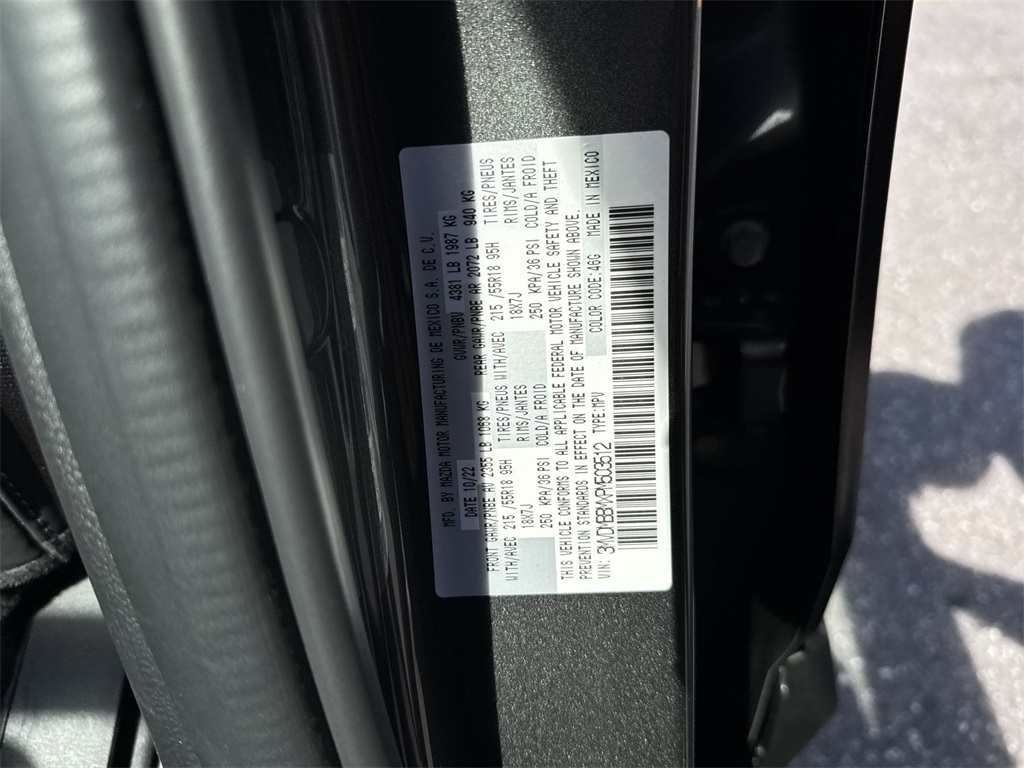 MFD. BY MAZDA MOTOR MANUFACTURING DE MEXICO S.A. DE C.V.
DATE 10/22 GVWR/PNBV 4381 LB 1987 KG
FRONT GAWR/PNBE AV 2355 LB 1068 KG REAR GAWR/PNBE AR 2072 LB 940 KG
WITH/AVEC 215 /55R18 95H TIRES/PNEUS WITH/AVEC 215 /55R18 95H TIRES/PNEUS
18X7J RIMS/JANTES 18X7J RIMS/JANTES
250 KPA/36 PSI COLD/A FROID 250 KPA/36 PSI COLD/A FROID
THIS VEHICLE CONFORMS TO ALL APPLICABLE FEDERAL MOTOR VEHICLE SAFETY AND THEFT
PREVENTION STANDARDS IN EFFECT ON THE DATE OF MANUFACTURE SHOWN ABOVE.
VIN: TYPE:MPV COLOR CODE:46G MADE IN MEXICO